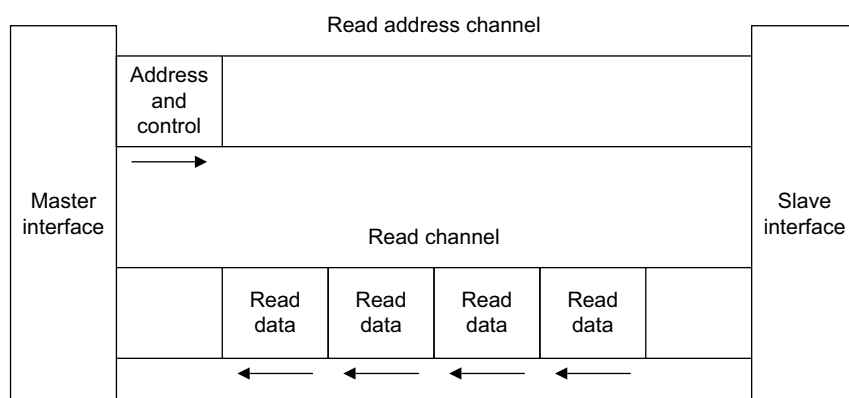 Read address channel
Address
and
control
Master
interface
Slave
interface
Read channel
Read
data
Read
data
Read
data
Read
data